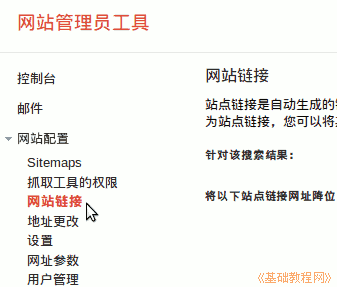 网站管理员工具
控制台
邮件
网站配置
Sitemaps
抓取工具的权限
网站链接
地址更改
设置
网址参数
用户管理
网站链接
站点链接是自动生成的
为站点链接，您可以将
针对该搜索结果：
将以下站点链接网址降位
《基础教程网》